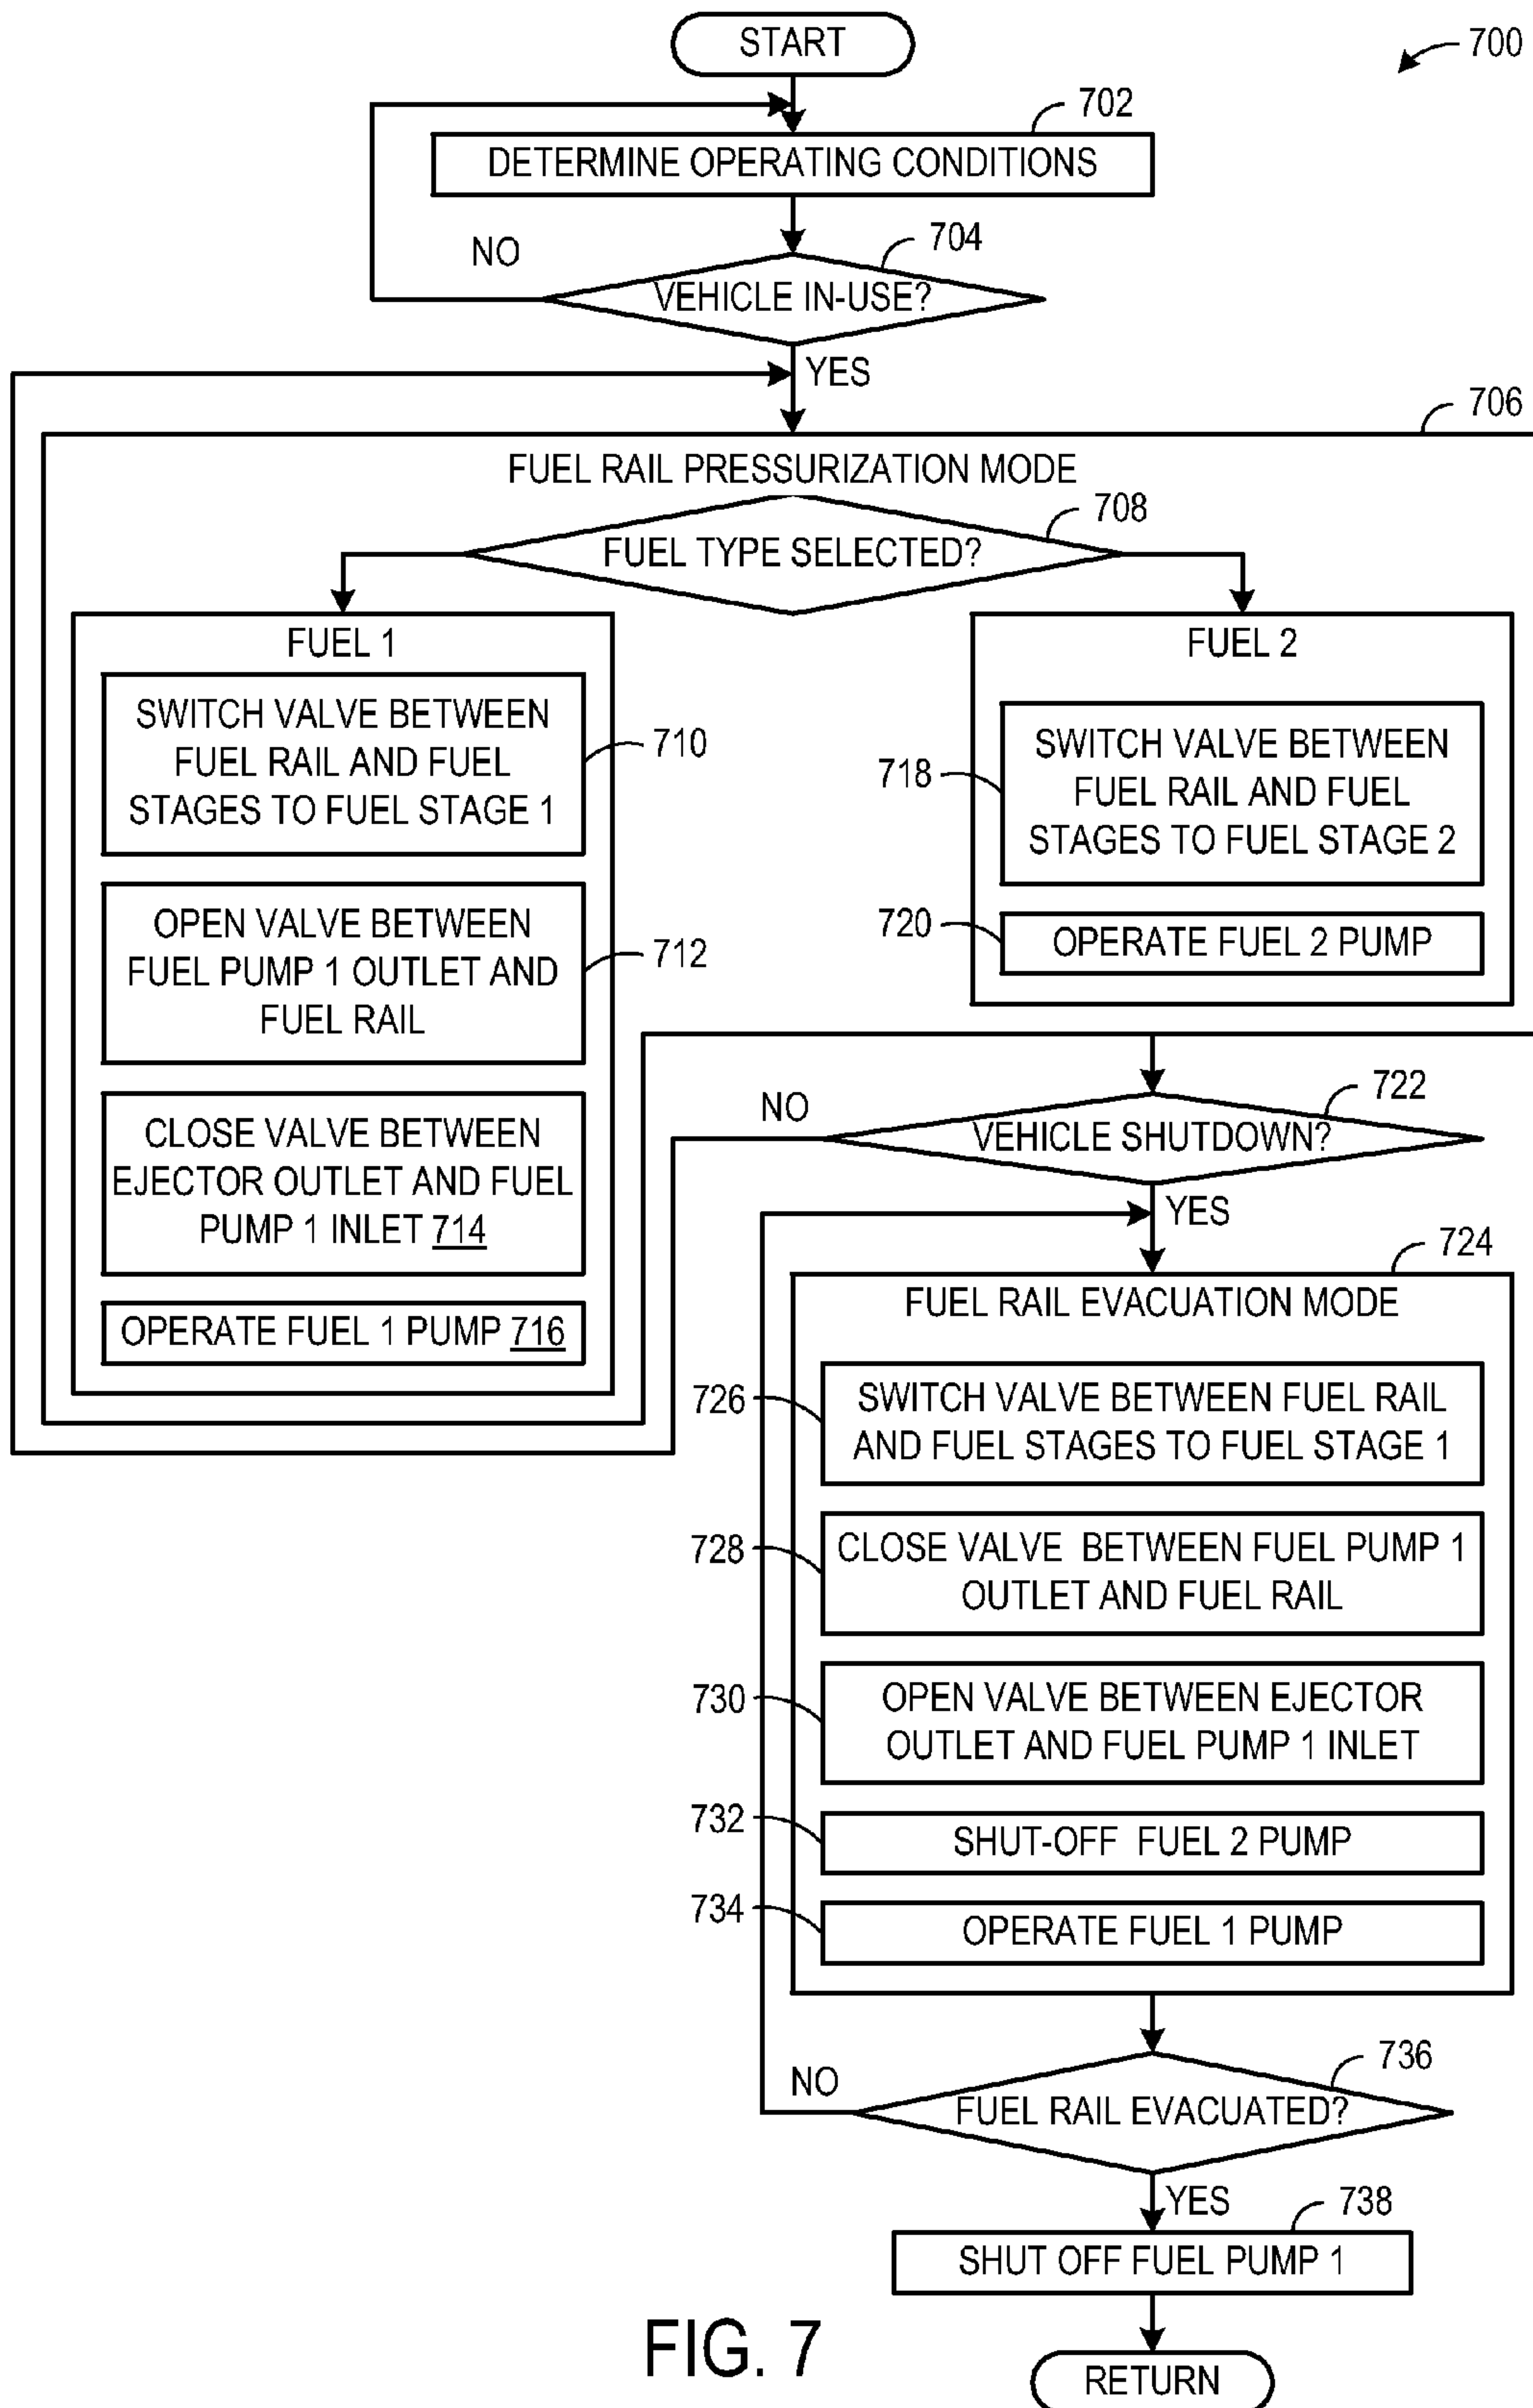 START
700
702
DETERMINE OPERATING CONDITIONS
704
NO
VEHICLE IN-USE?
YES
706
FUEL RAIL PRESSURIZATION MODE
708
FUEL TYPE SELECTED?
FUEL 1
SWITCH VALVE BETWEEN
FUEL RAIL AND FUEL
STAGES TO FUEL STAGE 1
710
OPEN VALVE BETWEEN
FUEL PUMP 1 OUTLET AND
FUEL RAIL
712
CLOSE VALVE BETWEEN
EJECTOR OUTLET AND FUEL
PUMP 1 INLET 714
OPERATE FUEL 1 PUMP 716
FUEL 2
SWITCH VALVE BETWEEN
FUEL RAIL AND FUEL
STAGES TO FUEL STAGE 2
718
720
OPERATE FUEL 2 PUMP
722
NO
VEHICLE SHUTDOWN?
YES
724
FUEL RAIL EVACUATION MODE
726
SWITCH VALVE BETWEEN FUEL RAIL
AND FUEL STAGES TO FUEL STAGE 1
728
CLOSE VALVE BETWEEN FUEL PUMP 1
OUTLET AND FUEL RAIL
730
OPEN VALVE BETWEEN EJECTOR
OUTLET AND FUEL PUMP 1 INLET
732
SHUT-OFF FUEL 2 PUMP
734
OPERATE FUEL 1 PUMP
736
NO
FUEL RAIL EVACUATED?
YES
738
SHUT OFF FUEL PUMP 1
RETURN
FIG. 7